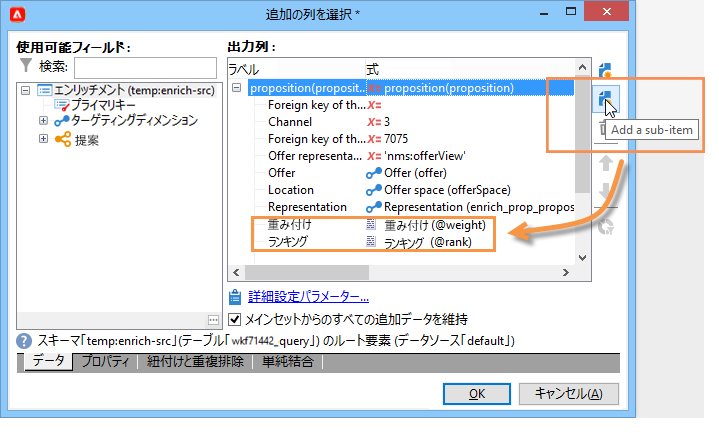 追加の列を選択 *
使用可能フィールド:
検索:
エンリッチメント (temp:enrich-src)
プライマリキー
ターゲティングディメンション
提案
出力列:
ラベル 式
proposition(proposit... X= proposition(proposition)
Foreign key of th... X=
Channel X= 3
Foreign key of th... X= 7075
Offer representa... X= 'nms:offerView'
Offer Offer (offer)
Location Offer space (offerSpace)
Representation Representation (enrich_prop_propos
重み付け 重み付け (@weight)
ランキング ランキング (@rank)
Add a sub-item
詳細設定パラメーター...
メインセットからのすべての追加データを維持
スキーマ「temp:enrich-src」(テーブル「wkf71442_query」) のルート要素 (データソース「default」)
データ プロパティ 紐付けと重複排除 単純結合
OK キャンセル(A)